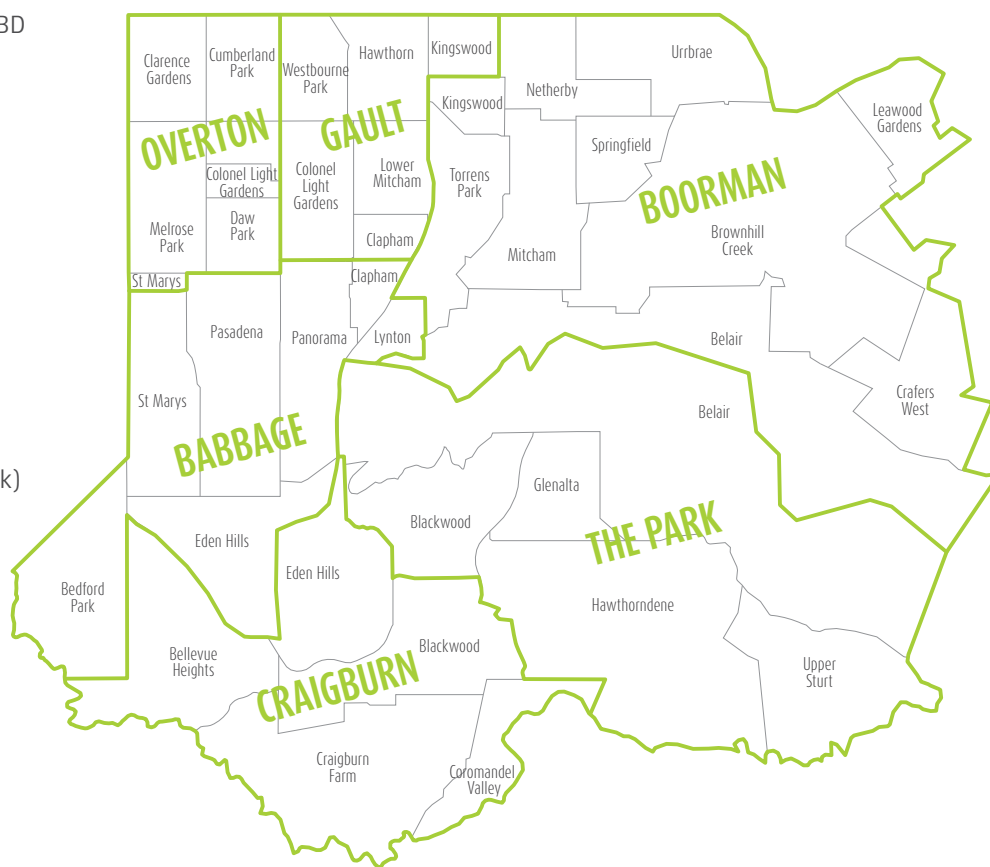 BD
Clarence
Gardens
Cumberland
Park
Westbourne
Park
Hawthorn
Kingswood
Urrbrae
Netherby
Kingswood
Leawood
Gardens
OVERTON
GAULT
Springfield
Colonel Light
Gardens
Colonel
Light
Gardens
Lower
Mitcham
Torrens
Park
BOORMAN
Melrose
Park
Daw
Park
Clapham
Mitcham
Brownhill
Creek
St Marys
Clapham
Pasadena
Panorama
Lynton
Belair
St Marys
Crafers
West
Belair
BABBAGE
k)
Glenalta
Blackwood
THE PARK
Eden Hills
Eden Hills
Bedford
Park
Hawthorndene
Bellevue
Heights
Blackwood
Upper
Sturt
CRAIGBURN
Craigburn
Farm
Coromandel
Valley